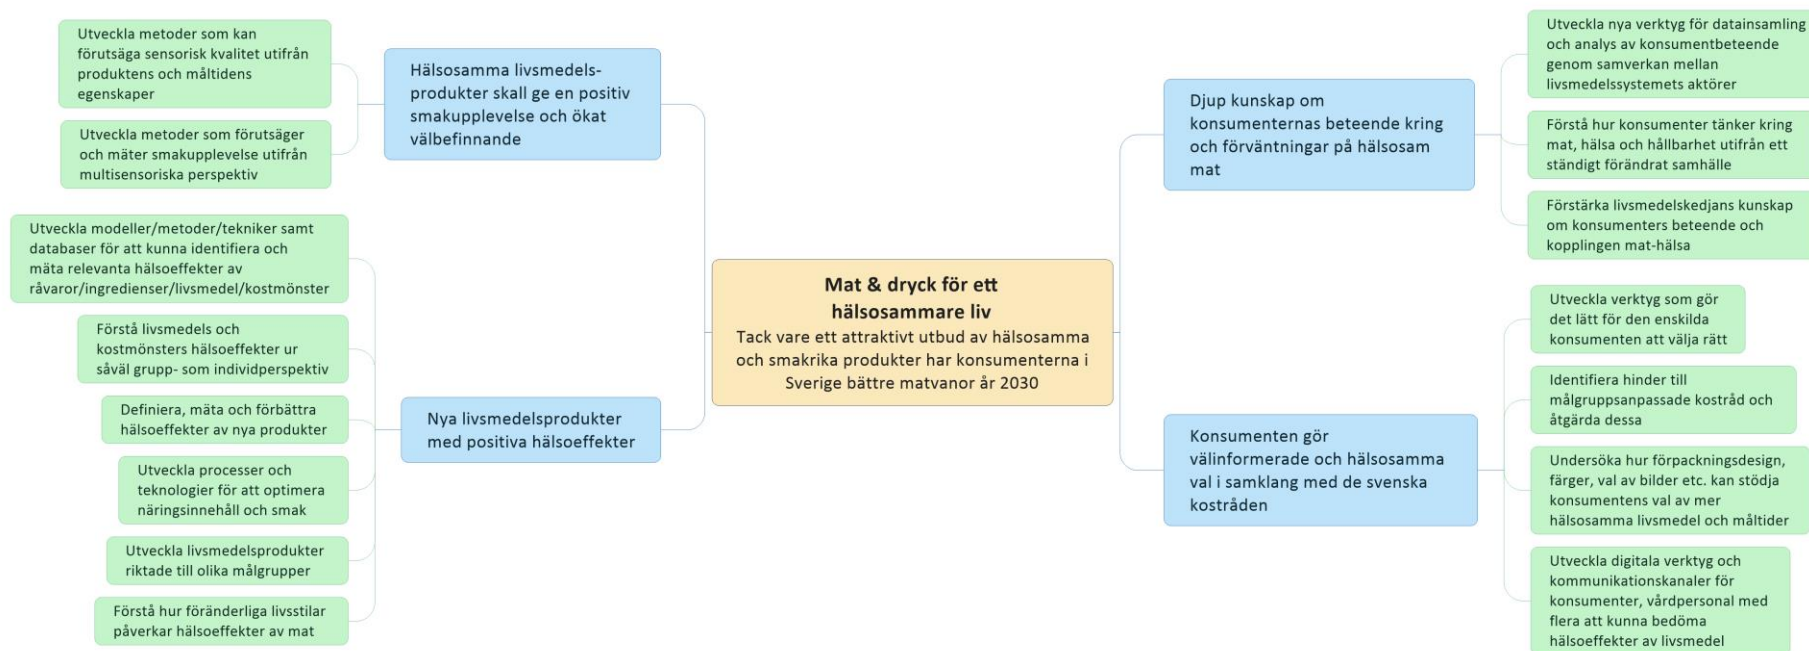 Utveckla metoder som kan
förutsäga sensorisk kvalitet utifrån
produktens och måltidens
egenskaper
Utveckla metoder som förutsäger
och mäter smakupplevelse utifrån
multisensoriska perspektiv
Hälsosamma livsmedels-
produkter skall ge en positiv
smakupplevelse och ökat
välbefinnande
Utveckla modeller/metoder/tekniker samt
databaser för att kunna identifiera och
mäta relevanta hälsoeffekter av
råvaror/ingredienser/livsmedel/kostmönster
Förstå livsmedels och
kostmönsters hälsoeffekter ur
såväl grupp- som individperspektiv
Definiera, mäta och förbättra
hälsoeffekter av nya produkter
Utveckla processer och
teknologier för att optimera
näringsinnehåll och smak
Utveckla livsmedelsprodukter
riktade till olika målgrupper
Förstå hur föränderliga livsstilar
påverkar hälsoeffekter av mat
Nya livsmedelsprodukter
med positiva hälsoeffekter
Mat & dryck för ett
hälsosammare liv
Tack vare ett attraktivt utbud av hälsosamma
och smakrika produkter har konsumenterna i
Sverige bättre matvanor år 2030
Djup kunskap om
konsumenternas beteende kring
och förväntningar på hälsosam
mat
Utveckla nya verktyg för datainsamling
och analys av konsumentbeteende
genom samverkan mellan
livsmedelssystemets aktörer
Förstå hur konsumenter tänker kring
mat, hälsa och hållbarhet utifrån ett
ständigt förändrat samhälle
Förstärka livsmedelskedjans kunskap
om konsumenters beteende och
kopplingen mat-hälsa
Konsumenten gör
välinformerade och hälsosamma
val i samklang med de svenska
kostråden
Utveckla verktyg som gör
det lätt för den enskilda
konsumenten att välja rätt
Identifiera hinder till
målgruppsanpassade kostråd och
åtgärda dessa
Undersöka hur förpackningsdesign,
färger, val av bilder etc. kan stödja
konsumentens val av mer
hälsosamma livsmedel och måltider
Utveckla digitala verktyg och
kommunikationskanaler för
konsumenter, vårdpersonal med
flera att kunna bedöma
hälsoeffekter av livsmedel